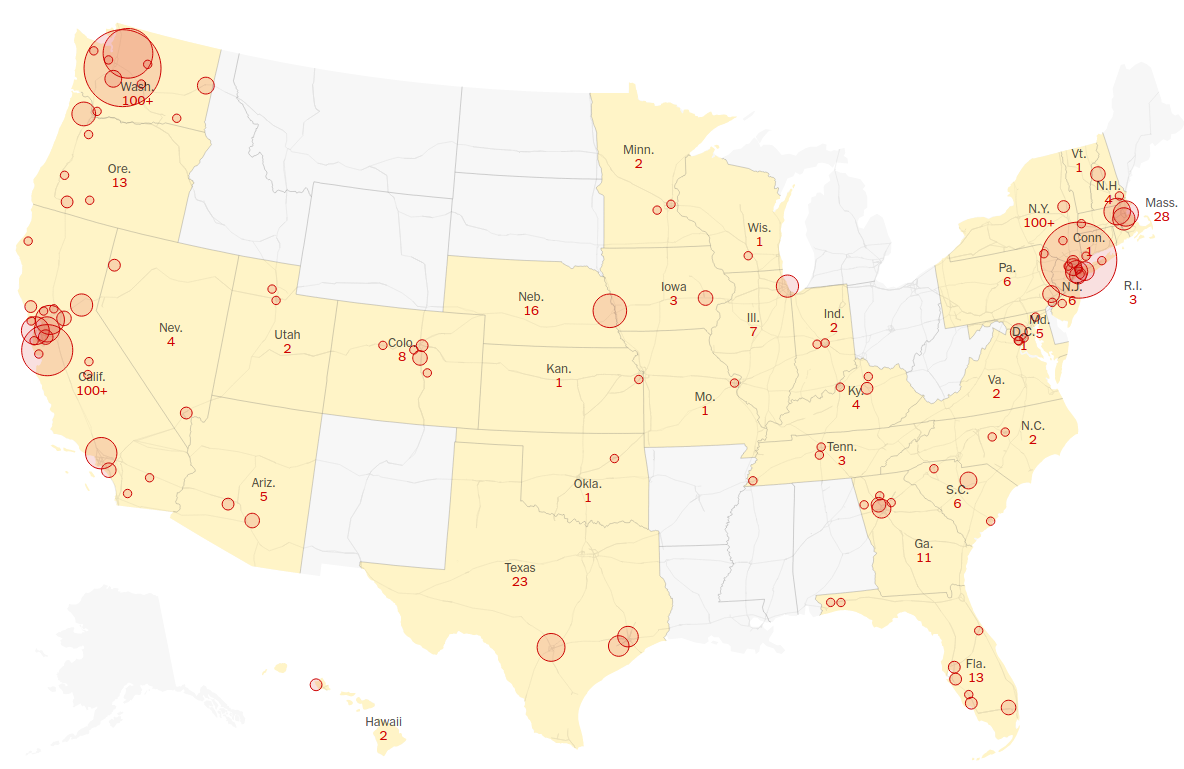 Wash.
100+
Ore.
13
Calif.
100+
Nev.
4
Utah
2
Ariz.
5
Colo.
8
Neb.
16
Kan.
1
Okla.
1
Texas
23
Minn.
2
Iowa
3
Mo.
1
Wis.
1
Ill.
7
Ind.
2
Ky.
4
Tenn.
3
Ga.
11
Fla.
13
S.C.
6
N.C.
2
Va.
2
D.C.
1
Md.
5
Pa.
6
N.J.
6
N.Y.
100+
Conn.
1
R.I.
3
Mass.
28
N.H.
4
Vt.
1
Hawaii
2